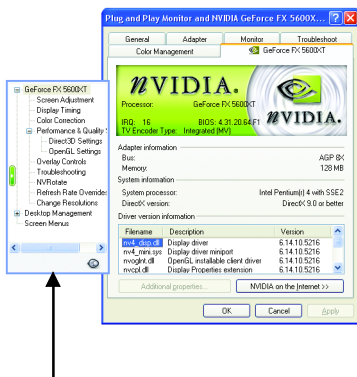 Plug and Play Monitor and NVIDIA GeForce FX 5600X...
General Adapter Monitor Troubleshoot
Color Management GeForce FX 5600XT
NVIDIA.
Processor: GeForce FX 5600XT
IRQ: 16 BIOS: 4.31.20.64.F1
TV Encoder Type: Integrated (MV)
NVIDIA.
Adapter information
Bus: AGP 8X
Memory: 128 MB
System information
System processor: Intel Pentium(r) 4 with SSE2
DirectX version: DirectX 9.0 or better
Driver version information
Filename Description Version
nv4_disp.dll Display driver 6.14.10.5216
nv4_mini.sys Display driver miniport 6.14.10.5216
nvoglnt.dll OpenGL installable client driver 6.14.10.5216
nvcpl.dll Display Properties extension 6.14.10.5216
Additional properties... NVIDIA on the Internet >>
OK Cancel Apply
GeForce FX 5600XT
Screen Adjustment
Display Timing
Color Correction
Performance & Quality S
Direct3D Settings
OpenGL Settings
Overlay Controls
Troubleshooting
NVRotate
Refresh Rate Overrides
Change Resolutions
Desktop Management
Screen Menus